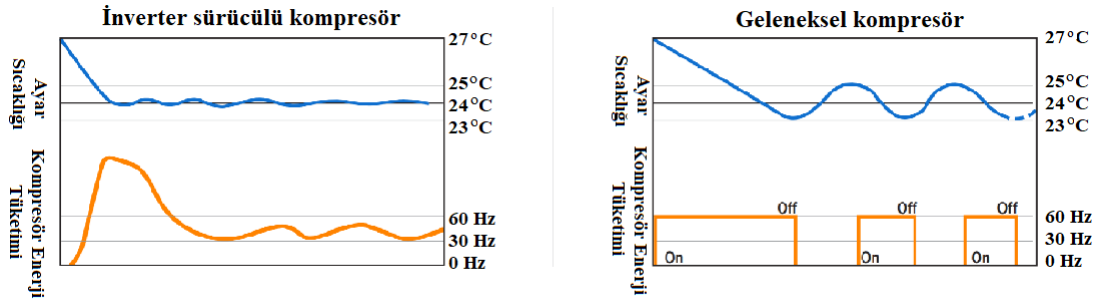 İnverter sürücülü kompresör
Ayar
Sıcaklığı
27°C
25°C
24°C
23°C
Kompresör Enerji
Tüketimi
60 Hz
30 Hz
0 Hz
Geleneksel kompresör
Ayar
Sıcaklığı
27°C
25°C
24°C
23°C
Kompresör Enerji
Tüketimi
Off
Off
Off
On
On
On
60 Hz
30 Hz
0 Hz